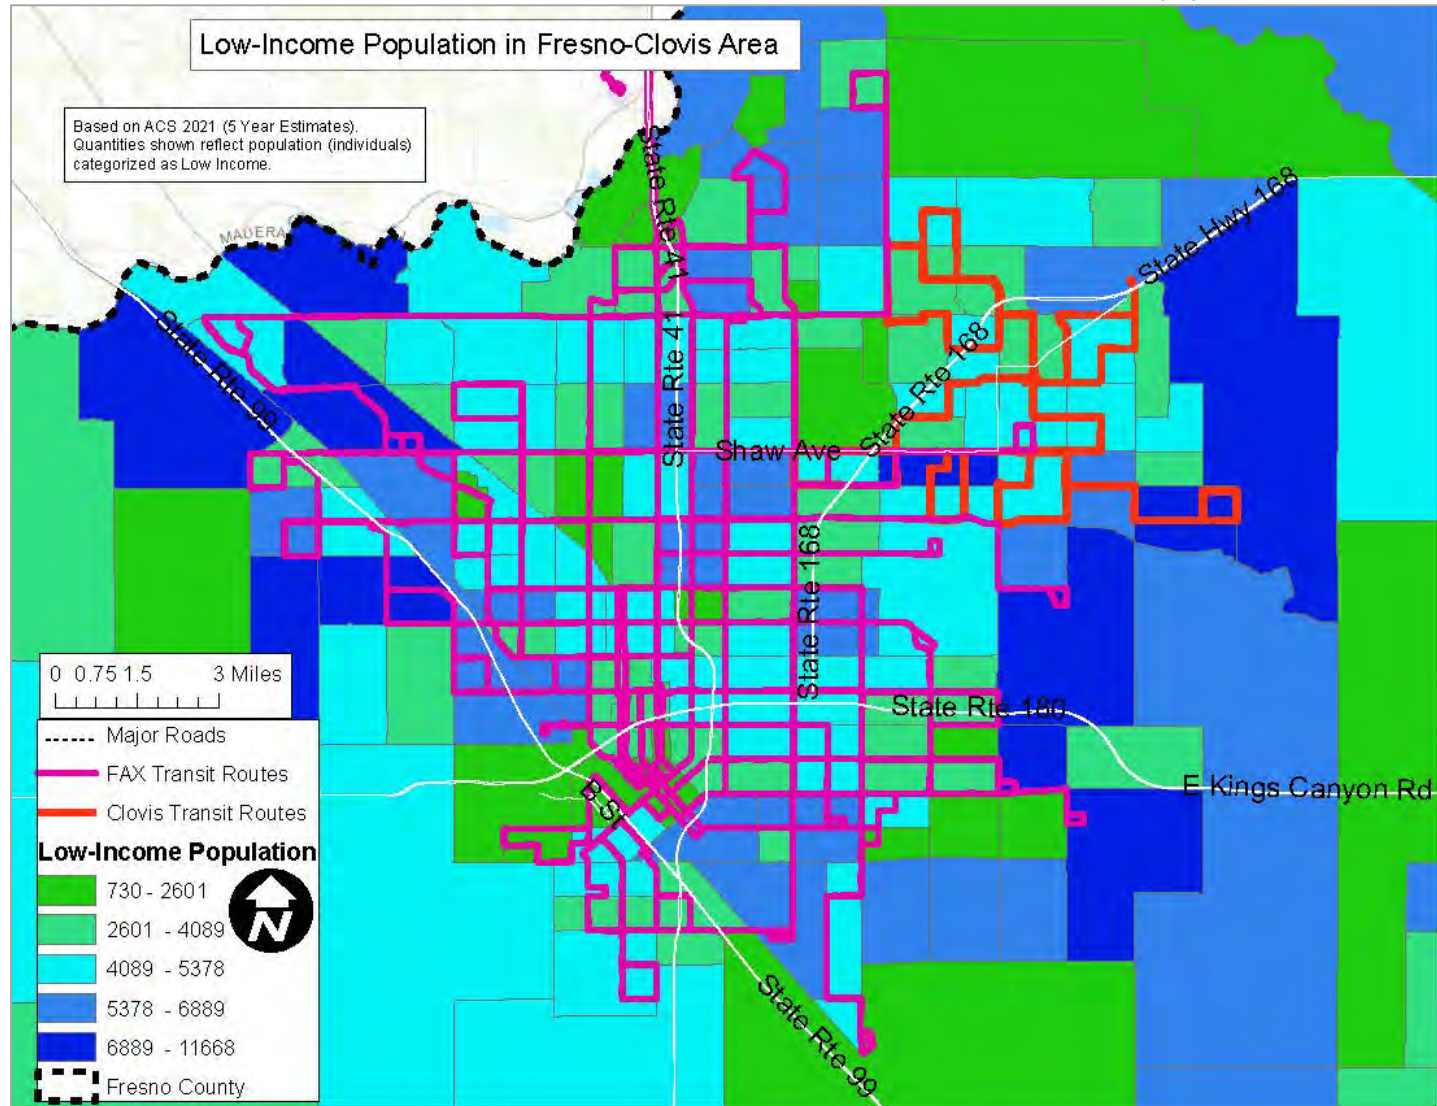 Low-Income Population in Fresno-Clovis Area
Based on ACS 2021 (5 Year Estimates).
Quantities shown reflect population (individuals)
categorized as Low Income.
MADERA
State Rte 41
State Hwy 168
State Rte 99
State Rte 41
State Rte 168
Shaw Ave
State Rte 168
State Rte 180
E Kings Canyon Rd
B St
State Rte 99
0 0.75 1.5 3 Miles
Major Roads
FAX Transit Routes
Clovis Transit Routes
Low-Income Population
730 - 2601
2601 - 4089
4089 - 5378
5378 - 6889
6889 - 11668
Fresno County
N